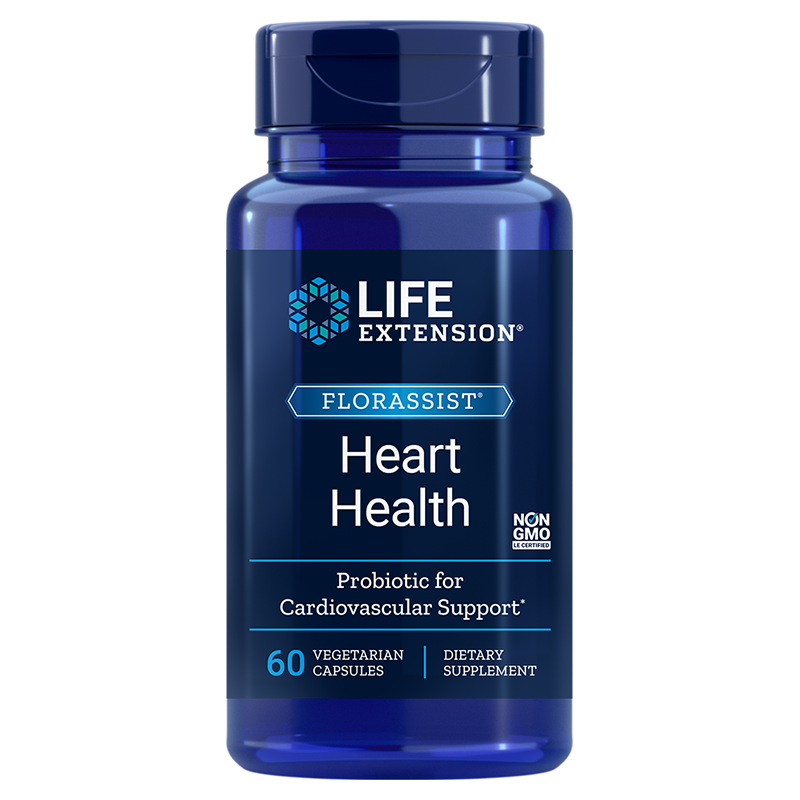 LIFE
EXTENSION®
FLORASSIST®
Heart
Health
NON
GMO
LE CERTIFIED
Probiotic for
Cardiovascular Support*
60 VEGETARIAN CAPSULES
DIETARY SUPPLEMENT